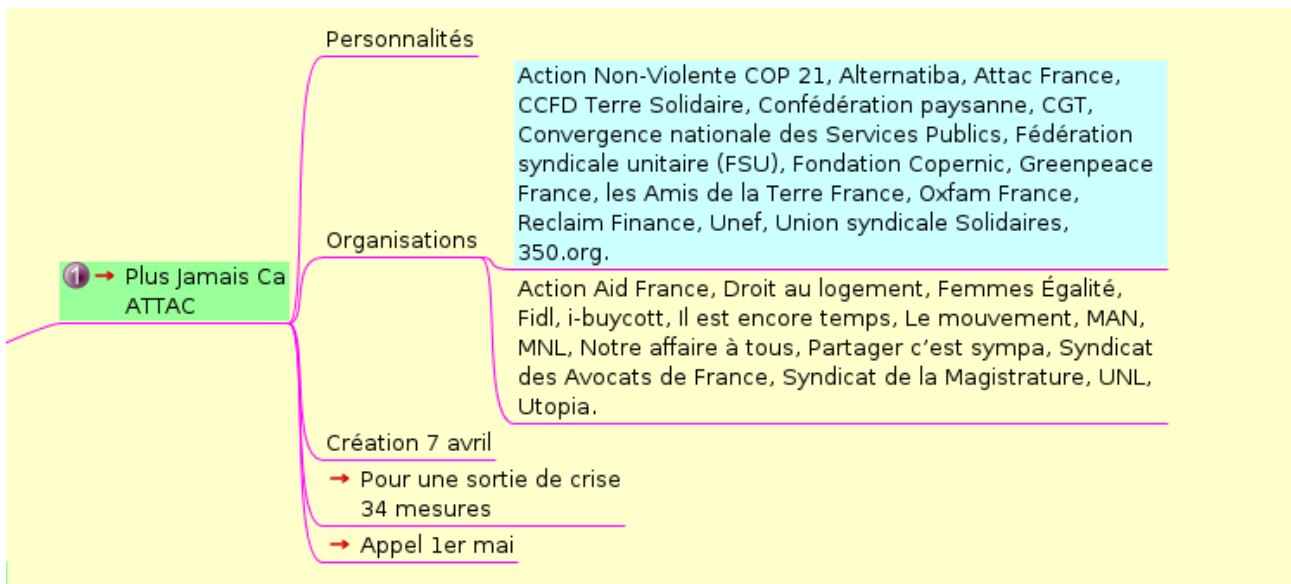 Personnalités
Action Non-Violente COP 21, Alternatiba, Attac France,
CCFD Terre Solidaire, Confédération paysanne, CGT,
Convergence nationale des Services Publics, Fédération
syndicale unitaire (FSU), Fondation Copernic, Greenpeace
France, les Amis de la Terre France, Oxfam France,
Reclaim Finance, Unef, Union syndicale Solidaires,
350.org.
Organisations
1 → Plus Jamais Ca
ATTAC
Action Aid France, Droit au logement, Femmes Égalité,
Fidl, i-buycott, Il est encore temps, Le mouvement, MAN,
MNL, Notre affaire à tous, Partager c’est sympa, Syndicat
des Avocats de France, Syndicat de la Magistrature, UNL,
Utopia.
Création 7 avril
→ Pour une sortie de crise
34 mesures
→ Appel 1er mai